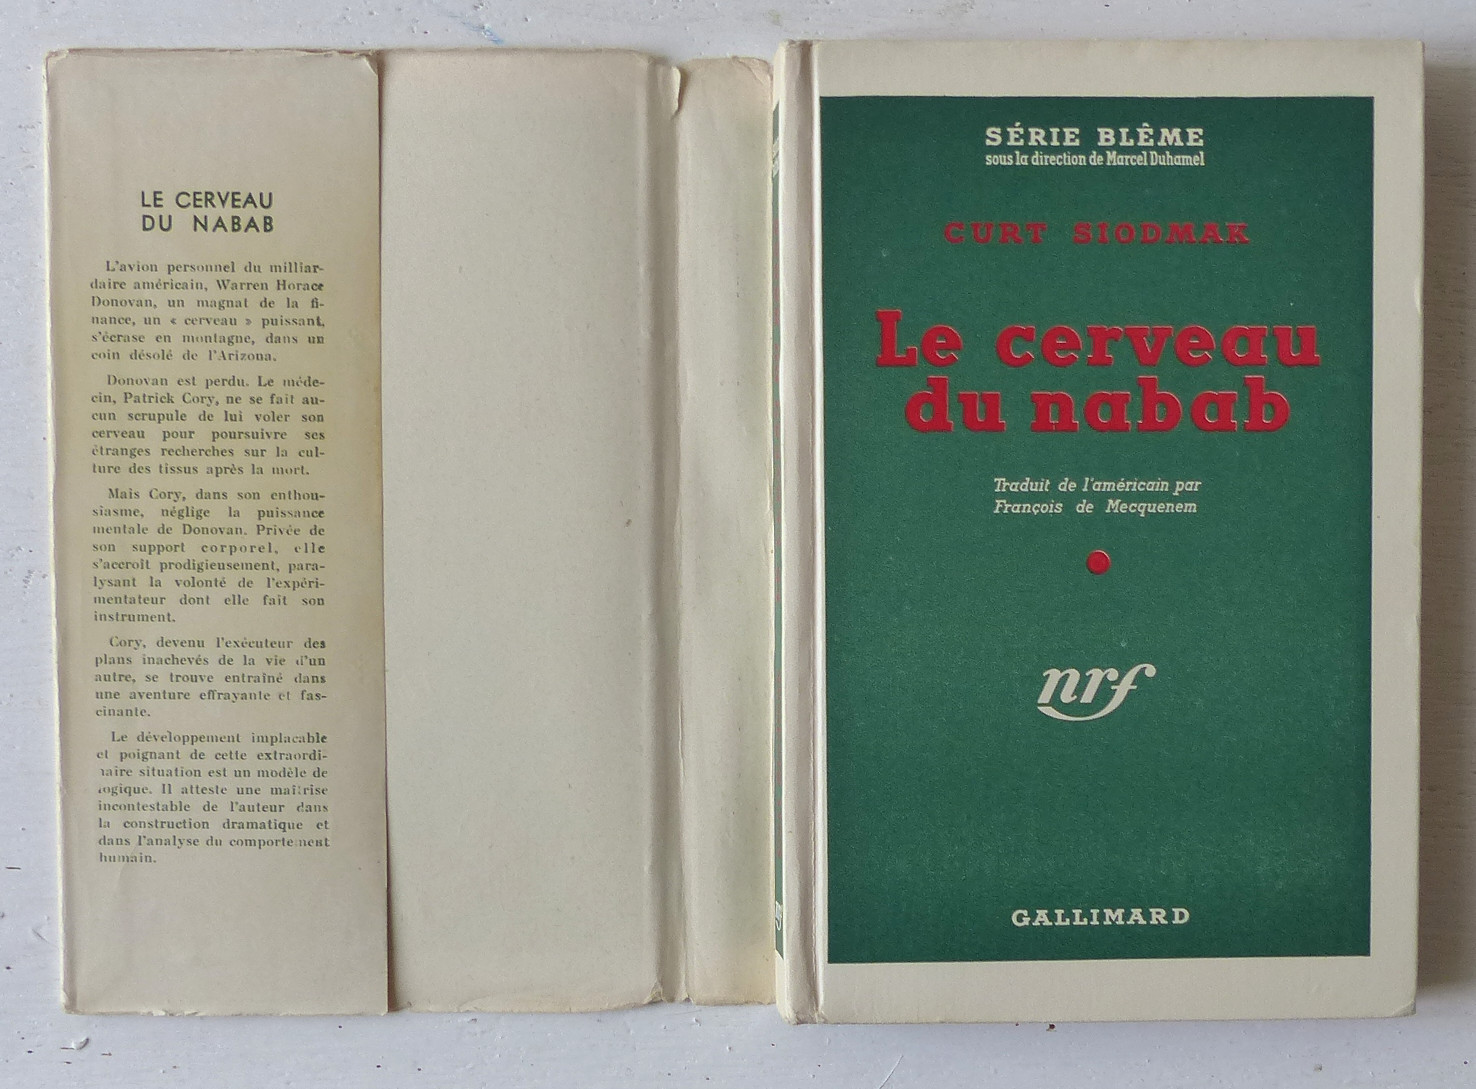 LE CERVEAU
DU NABAB
L'avion personnel du milliar-
daire américain, Warren Horace
Donovan, un magnat de la fi-
nance, un « cerveau » puissant,
s'écrase en montagne, dans un
coin désolé de l'Arizona.
Donovan est perdu. Le méde-
cin, Patrick Cory, ne se fait au-
cun scrupule de lui voler son
cerveau pour poursuivre ses
étranges recherches sur la cul-
ture des tissus après la mort.
Mais Cory, dans son enthou-
siasme, néglige la puissance
mentale de Donovan. Privée de
son support corporel, elle
s'accroît prodigieusement, para-
lysant la volonté de l'expéri-
mentateur dont elle fait son
instrument.
Cory, devenu l'exécuteur des
plans inachevés de la vie d'un
autre, se trouve entraîné dans
une aventure effrayante et fas-
cinante.
Le développement implacable
et poignant de cette extraordi-
naire situation est un modèle de
logique. Il atteste une maîtrise
incontestable de l'auteur dans
la construction dramatique et
dans l'analyse du comportement
humain.
SÉRIE BLÊME
sous la direction de Marcel Duhamel
CURT SIODMAK
Le cerveau
du nabab
Traduit de l'américain par
François de Mecquenem
nrf
GALLIMARD